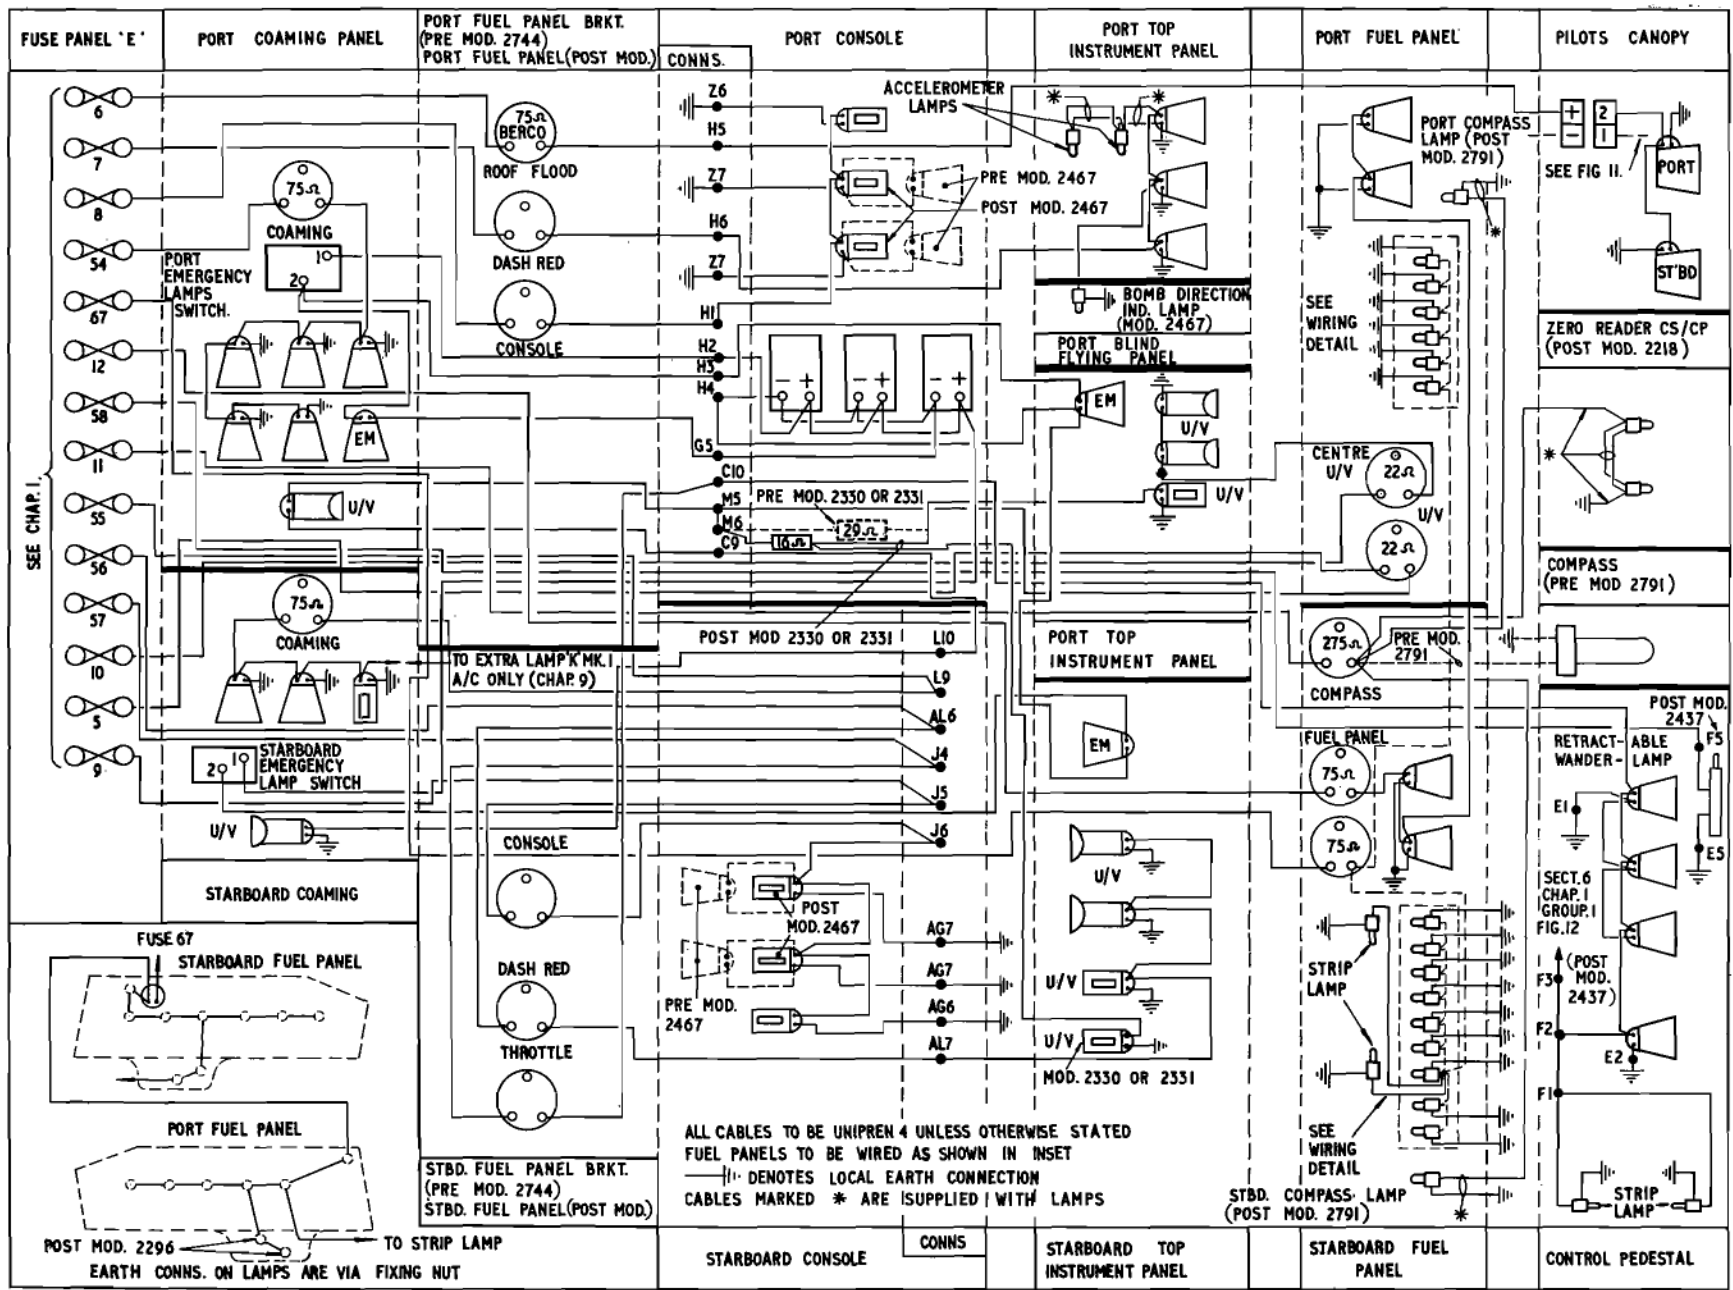 FUSE PANEL 'E'
PORT COAMING PANEL
PORT FUEL PANEL BRKT.
(PRE MOD. 2744)
PORT FUEL PANEL (POST MOD.)
CONNS.
PORT CONSOLE
PORT TOP
INSTRUMENT PANEL
PORT FUEL PANEL
PILOTS CANOPY
SEE CHAP. 1.
6
7
8
54
67
12
58
11
55
56
57
10
5
9
75Ω
COAMING
PORT
EMERGENCY
LAMPS
SWITCH.
1
2
EM
U/V
75Ω
COAMING
TO EXTRA LAMP 'K' MK.1
A/C ONLY (CHAP. 9)
2
1
STARBOARD
EMERGENCY
LAMP SWITCH
U/V
STARBOARD COAMING
75Ω
BERCO
ROOF FLOOD
DASH RED
CONSOLE
CONSOLE
DASH RED
THROTTLE
STBD. FUEL PANEL BRKT.
(PRE MOD. 2744)
STBD. FUEL PANEL (POST MOD.)
Z6
H5
Z7
H6
Z7
H1
H2
H3
H4
G5
C10
M5
M6
C9
ACCELEROMETER
LAMPS
PRE MOD. 2467
POST MOD. 2467
- +
- +
- +
PRE MOD. 2330 OR 2331
29Ω
16Ω
POST MOD 2330 OR 2331
L10
L9
AL6
J4
J5
J6
AG7
AG7
AG6
AL7
POST
MOD. 2467
PRE MOD.
2467
* *
BOMB DIRECTION
IND. LAMP
(MOD. 2467)
PORT BLIND
FLYING PANEL
EM
U/V
U/V
PORT TOP
INSTRUMENT PANEL
EM
U/V
U/V
U/V
MOD. 2330 OR 2331
PORT COMPASS
LAMP (POST
MOD. 2791)
*
SEE
WIRING
DETAIL
CENTRE
U/V
22Ω
U/V
22Ω
275Ω
PRE MOD.
2791
COMPASS
FUEL PANEL
75Ω
75Ω
STRIP
LAMP
SEE
WIRING
DETAIL
STBD. COMPASS LAMP
(POST MOD. 2791)
*
+ 2
- 1
SEE FIG 11.
PORT
ST'BD
ZERO READER CS/CP
(POST MOD. 2218)
*
COMPASS
(PRE MOD 2791)
POST MOD.
2437
F5
RETRACT-ABLE
WANDER-LAMP
E1
E5
SECT. 6
CHAP. 1
GROUP. 1
FIG. 12
(POST
MOD.
2437)
F3
F2
E2
F1
STRIP
LAMP
CONTROL PEDESTAL
FUSE 67
STARBOARD FUEL PANEL
PORT FUEL PANEL
POST MOD. 2296
TO STRIP LAMP
EARTH CONNS. ON LAMPS ARE VIA FIXING NUT
ALL CABLES TO BE UNIPREN 4 UNLESS OTHERWISE STATED
FUEL PANELS TO BE WIRED AS SHOWN IN INSET
DENOTES LOCAL EARTH CONNECTION
CABLES MARKED * ARE SUPPLIED WITH LAMPS
STARBOARD CONSOLE
CONNS
STARBOARD TOP
INSTRUMENT PANEL
STARBOARD FUEL
PANEL